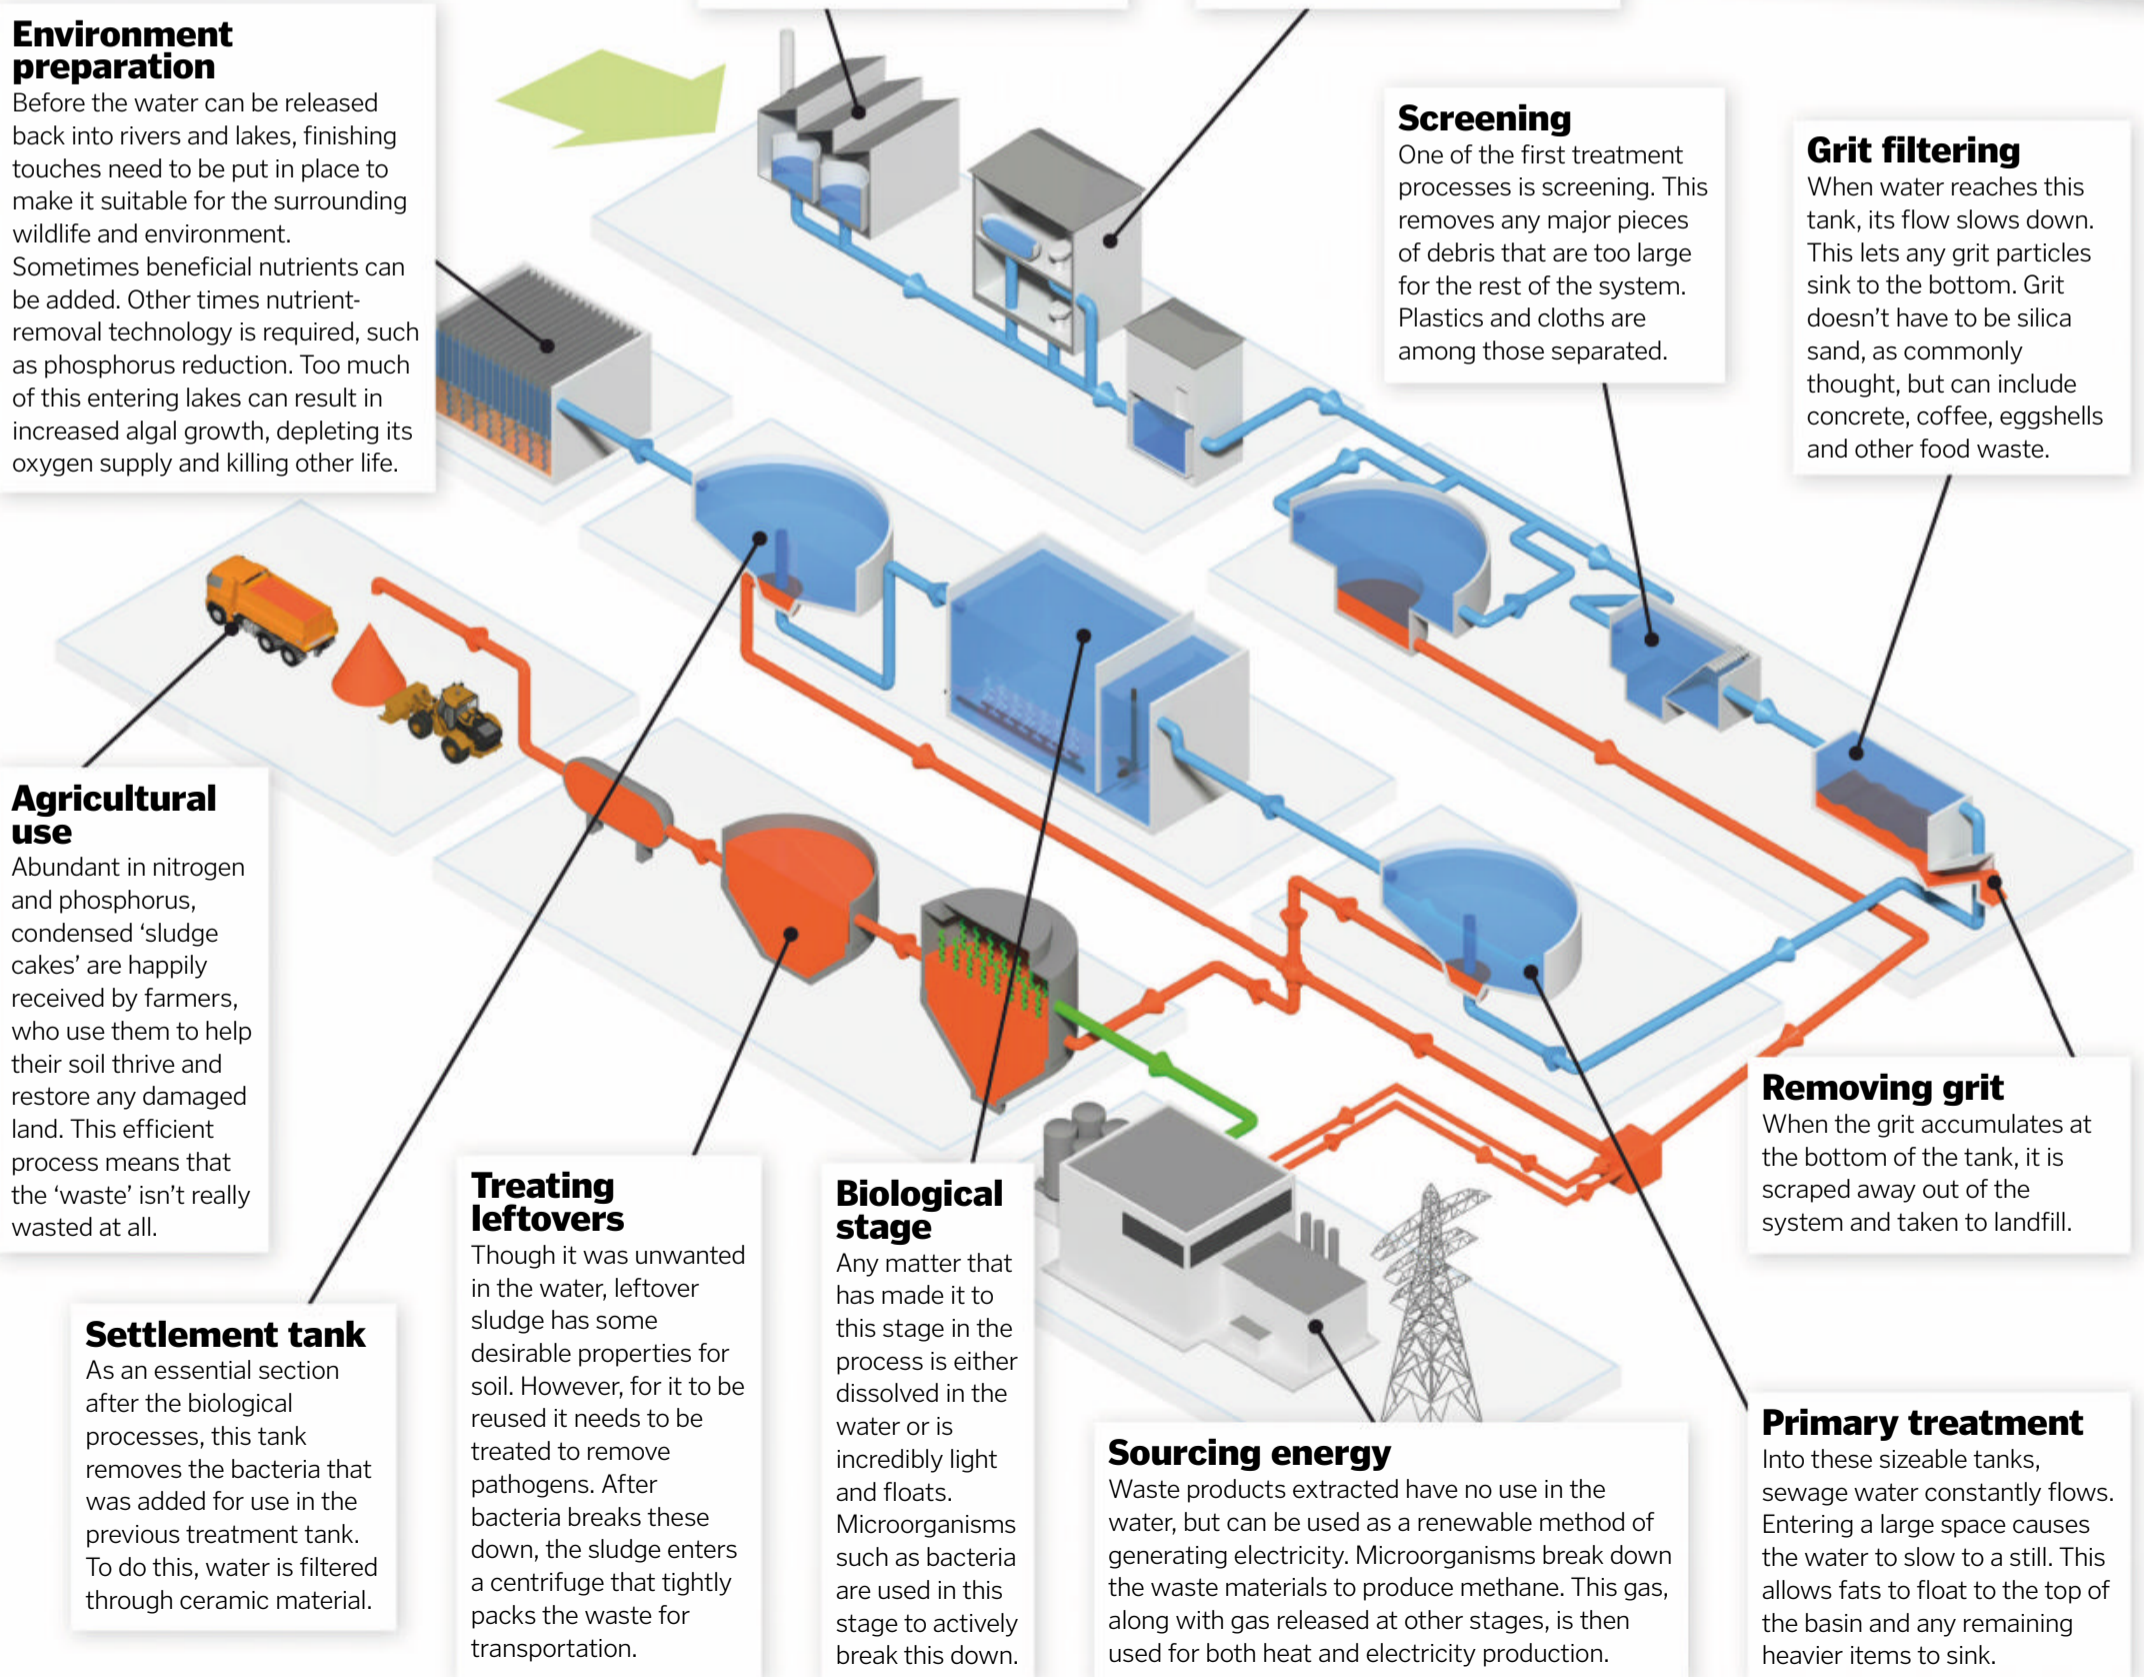 Environment
preparation
Before the water can be released
back into rivers and lakes, finishing
touches need to be put in place to
make it suitable for the surrounding
wildlife and environment.
Sometimes beneficial nutrients can
be added. Other times nutrient-
removal technology is required, such
as phosphorus reduction. Too much
of this entering lakes can result in
increased algal growth, depleting its
oxygen supply and killing other life.
Screening
One of the first treatment
processes is screening. This
removes any major pieces
of debris that are too large
for the rest of the system.
Plastics and cloths are
among those separated.
Grit filtering
When water reaches this
tank, its flow slows down.
This lets any grit particles
sink to the bottom. Grit
doesn't have to be silica
sand, as commonly
thought, but can include
concrete, coffee, eggshells
and other food waste.
Agricultural
use
Abundant in nitrogen
and phosphorus,
condensed ‘sludge
cakes’ are happily
received by farmers,
who use them to help
their soil thrive and
restore any damaged
land. This efficient
process means that
the ‘waste’ isn't really
wasted at all.
Removing grit
When the grit accumulates at
the bottom of the tank, it is
scraped away out of the
system and taken to landfill.
Settlement tank
As an essential section
after the biological
processes, this tank
removes the bacteria that
was added for use in the
previous treatment tank.
To do this, water is filtered
through ceramic material.
Treating
leftovers
Though it was unwanted
in the water, leftover
sludge has some
desirable properties for
soil. However, for it to be
reused it needs to be
treated to remove
pathogens. After
bacteria breaks these
down, the sludge enters
a centrifuge that tightly
packs the waste for
transportation.
Biological
stage
Any matter that
has made it to
this stage in the
process is either
dissolved in the
water or is
incredibly light
and floats.
Microorganisms
such as bacteria
are used in this
stage to actively
break this down.
Sourcing energy
Waste products extracted have no use in the
water, but can be used as a renewable method of
generating electricity. Microorganisms break down
the waste materials to produce methane. This gas,
along with gas released at other stages, is then
used for both heat and electricity production.
Primary treatment
Into these sizeable tanks,
sewage water constantly flows.
Entering a large space causes
the water to slow to a still. This
allows fats to float to the top of
the basin and any remaining
heavier items to sink.